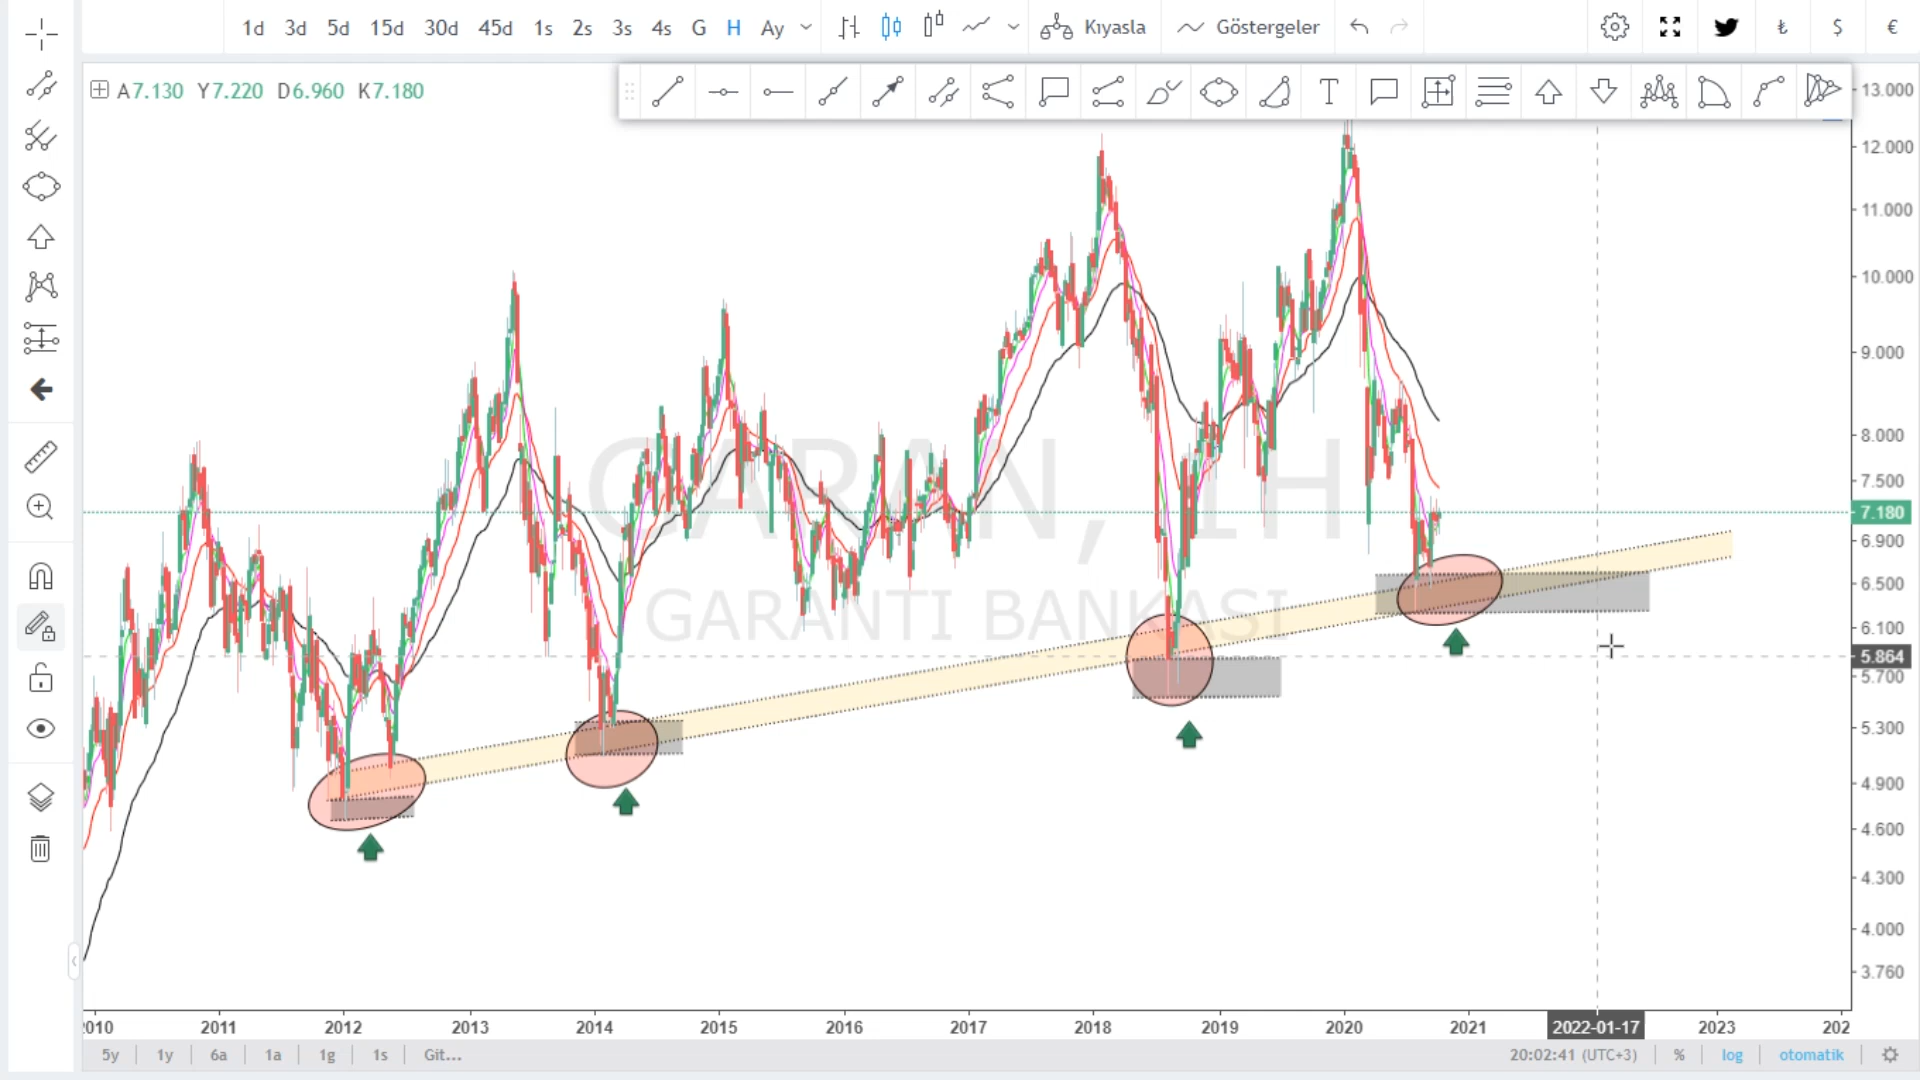 1d 3d 5d 15d 30d 45d 1s 2s 3s 4s G H Ay Kıyasla Göstergeler ₺ $ €
A7.130 Y7.220 D6.960 K7.180
T
13.000
12.000
11.000
10.000
9.000
8.000
7.500
7.180
6.900
6.500
6.100
5.864
5.700
5.300
4.900
4.600
4.300
4.000
3.760
GARAN, 1H
GARANTI BANKASI
2010 2011 2012 2013 2014 2015 2016 2017 2018 2019 2020 2021 2022-01-17 2023 202
5y 1y 6a 1a 1g 1s Git... 20:02:41 (UTC+3) % log otomatik